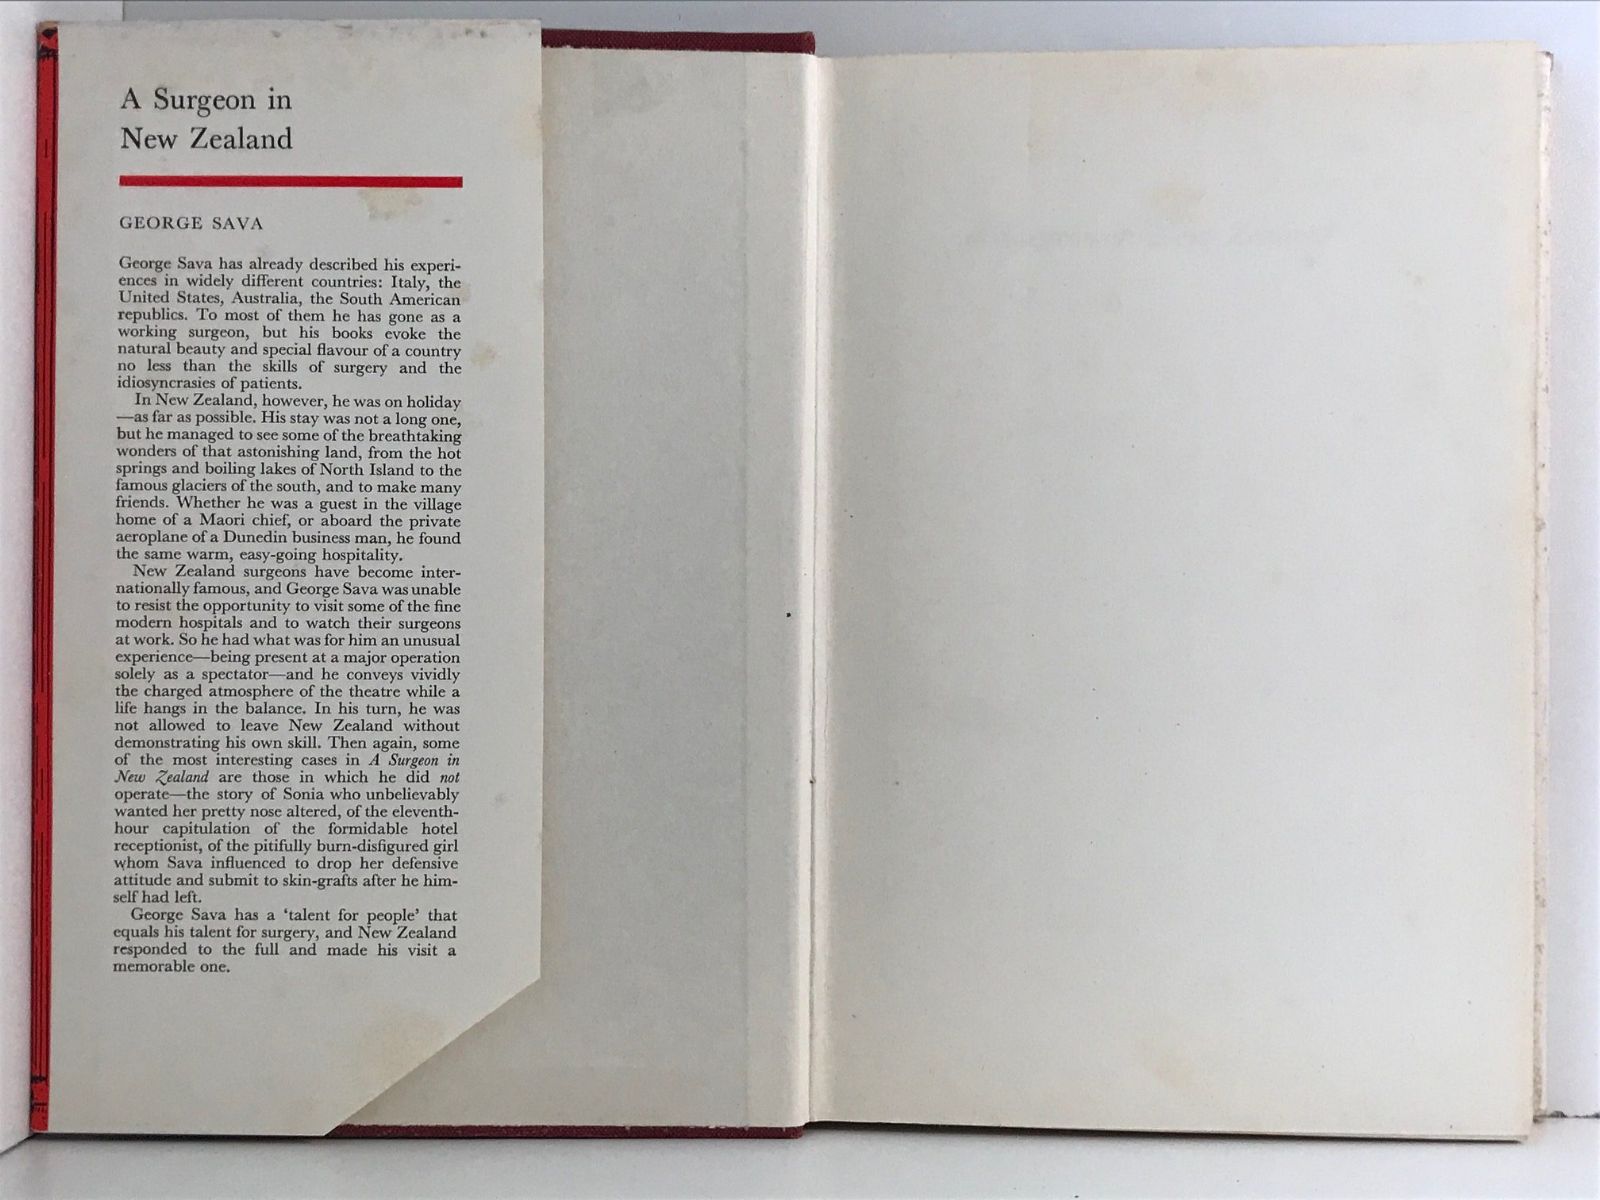 A Surgeon in
New Zealand
GEORGE SAVA
George Sava has already described his experi-
ences in widely different countries: Italy, the
United States, Australia, the South American
republics. To most of them he has gone as a
working surgeon, but his books evoke the
natural beauty and special flavour of a country
no less than the skills of surgery and the
idiosyncrasies of patients.
In New Zealand, however, he was on holiday
—as far as possible. His stay was not a long one,
but he managed to see some of the breathtaking
wonders of that astonishing land, from the hot
springs and boiling lakes of North Island to the
famous glaciers of the south, and to make many
friends. Whether he was a guest in the village
home of a Maori chief, or aboard the private
aeroplane of a Dunedin business man, he found
the same warm, easy-going hospitality.
New Zealand surgeons have become inter-
nationally famous, and George Sava was unable
to resist the opportunity to visit some of the fine
modern hospitals and to watch their surgeons
at work. So he had what was for him an unusual
experience—being present at a major operation
solely as a spectator—and he conveys vividly
the charged atmosphere of the theatre while a
life hangs in the balance. In his turn, he was
not allowed to leave New Zealand without
demonstrating his own skill. Then again, some
of the most interesting cases in A Surgeon in
New Zealand are those in which he did not
operate—the story of Sonia who unbelievably
wanted her pretty nose altered, of the eleventh-
hour capitulation of the formidable hotel
receptionist, of the pitifully burn-disfigured girl
whom Sava influenced to drop her defensive
attitude and submit to skin-grafts after he him-
self had left.
George Sava has a ‘talent for people’ that
equals his talent for surgery, and New Zealand
responded to the full and made his visit a
memorable one.